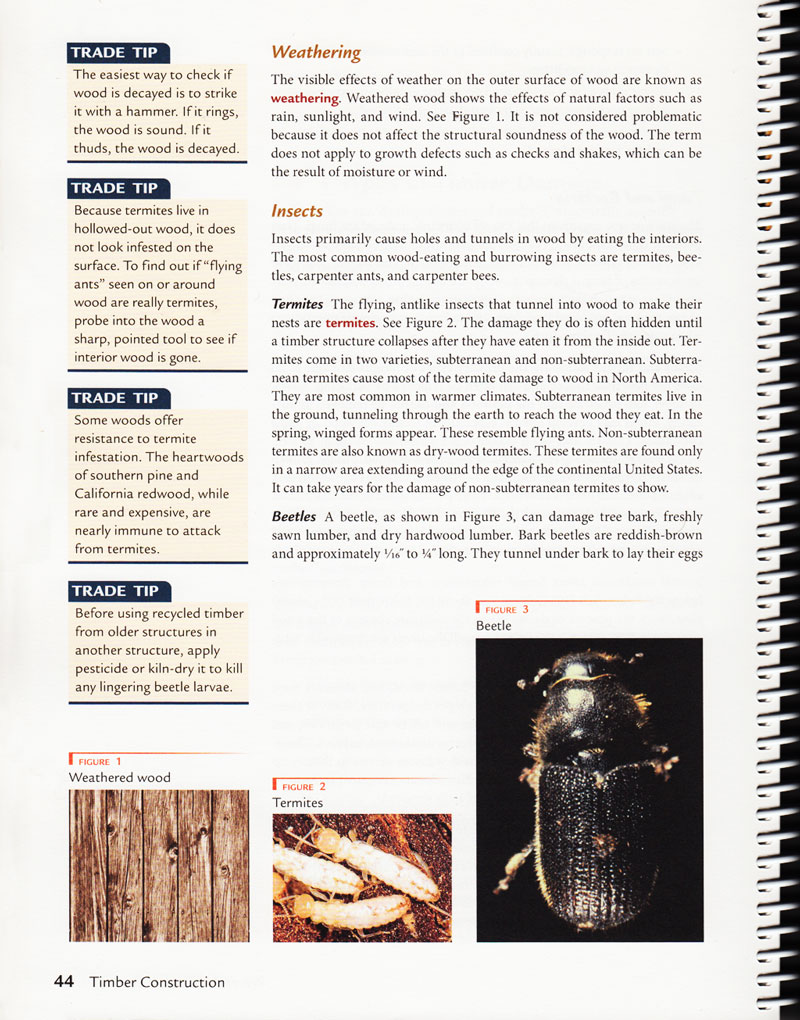 TRADE TIP
The easiest way to check if
wood is decayed is to strike
it with a hammer. If it rings,
the wood is sound. If it
thuds, the wood is decayed.
TRADE TIP
Because termites live in
hollowed-out wood, it does
not look infested on the
surface. To find out if “flying
ants” seen on or around
wood are really termites,
probe into the wood a
sharp, pointed tool to see if
interior wood is gone.
TRADE TIP
Some woods offer
resistance to termite
infestation. The heartwoods
of southern pine and
California redwood, while
rare and expensive, are
nearly immune to attack
from termites.
TRADE TIP
Before using recycled timber
from older structures in
another structure, apply
pesticide or kiln-dry it to kill
any lingering beetle larvae.
Weathering
The visible effects of weather on the outer surface of wood are known as
weathering. Weathered wood shows the effects of natural factors such as
rain, sunlight, and wind. See Figure 1. It is not considered problematic
because it does not affect the structural soundness of the wood. The term
does not apply to growth defects such as checks and shakes, which can be
the result of moisture or wind.
Insects
Insects primarily cause holes and tunnels in wood by eating the interiors.
The most common wood-eating and burrowing insects are termites, bee-
tles, carpenter ants, and carpenter bees.
Termites The flying, antlike insects that tunnel into wood to make their
nests are termites. See Figure 2. The damage they do is often hidden until
a timber structure collapses after they have eaten it from the inside out. Ter-
mites come in two varieties, subterranean and non-subterranean. Subterra-
nean termites cause most of the termite damage to wood in North America.
They are most common in warmer climates. Subterranean termites live in
the ground, tunneling through the earth to reach the wood they eat. In the
spring, winged forms appear. These resemble flying ants. Non-subterranean
termites are also known as dry-wood termites. These termites are found only
in a narrow area extending around the edge of the continental United States.
It can take years for the damage of non-subterranean termites to show.
Beetles A beetle, as shown in Figure 3, can damage tree bark, freshly
sawn lumber, and dry hardwood lumber. Bark beetles are reddish-brown
and approximately 1/16″ to ¼″ long. They tunnel under bark to lay their eggs
FIGURE 1
Weathered wood
FIGURE 2
Termites
FIGURE 3
Beetle
44 Timber Construction